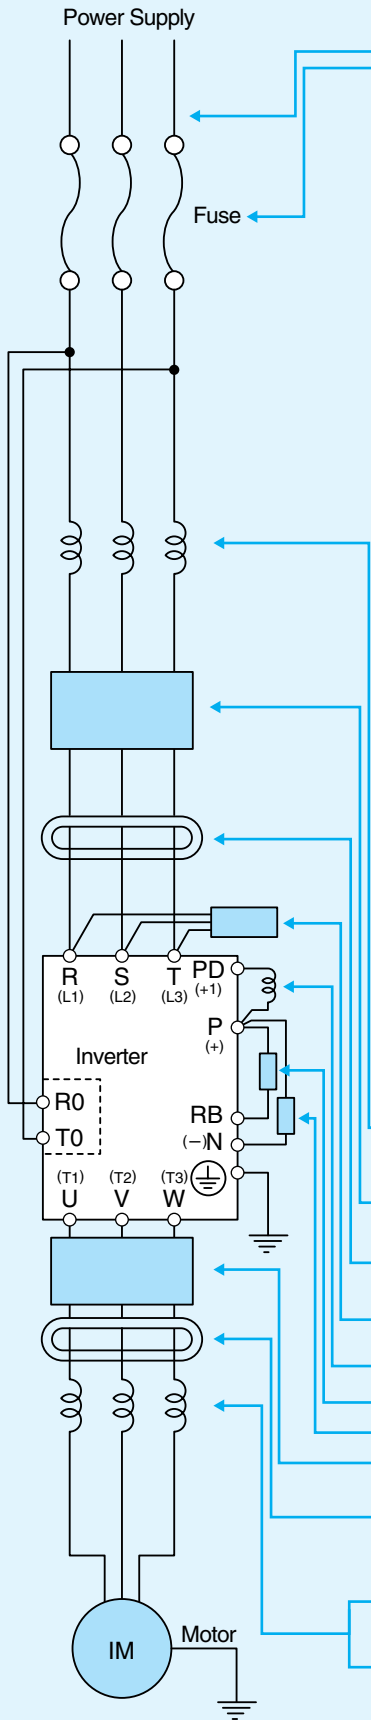 Power Supply
Fuse
R S T PD
(L1) (L2) (L3) (+1)
P
(+)
Inverter
R0
RB
(−)N
T0
(T1) (T2) (T3)
U V W
Motor
IM